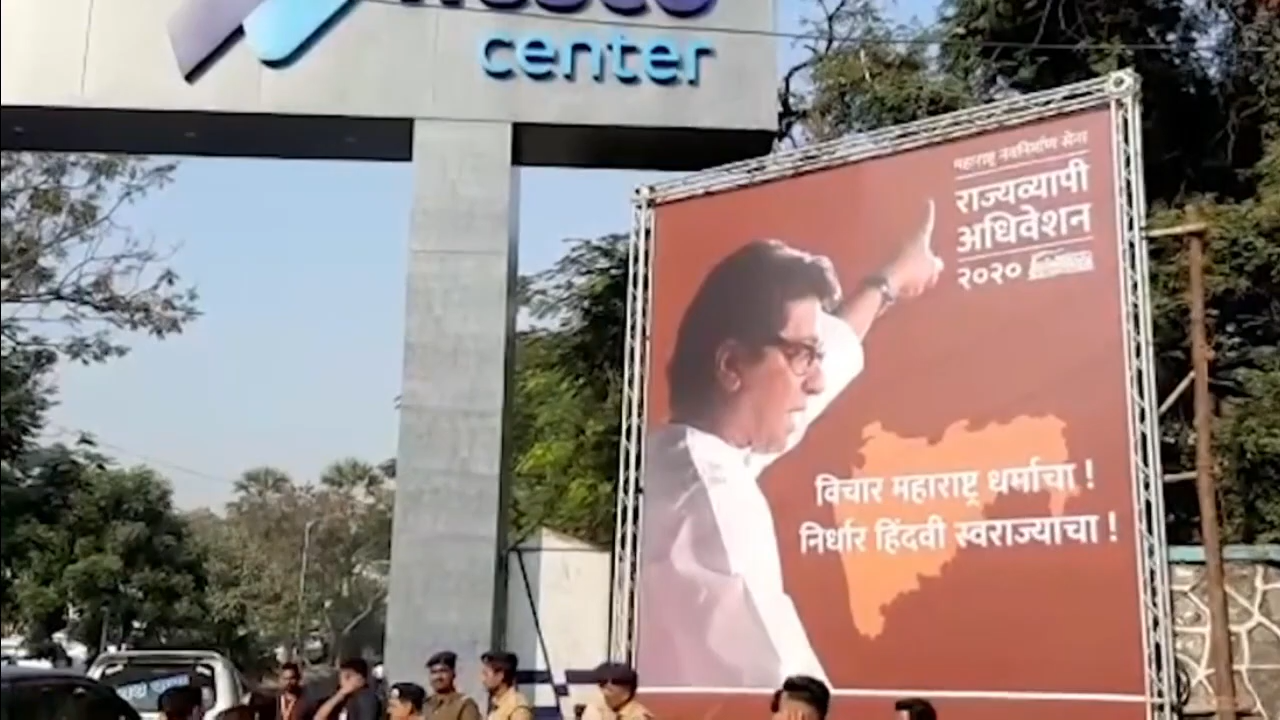 center
महाराष्ट्र नवनिर्माण सेना
राज्यव्यापी
अधिवेशन
२०२०
विचार महाराष्ट्र धर्माचा !
निर्धार हिंदवी स्वराज्याचा !